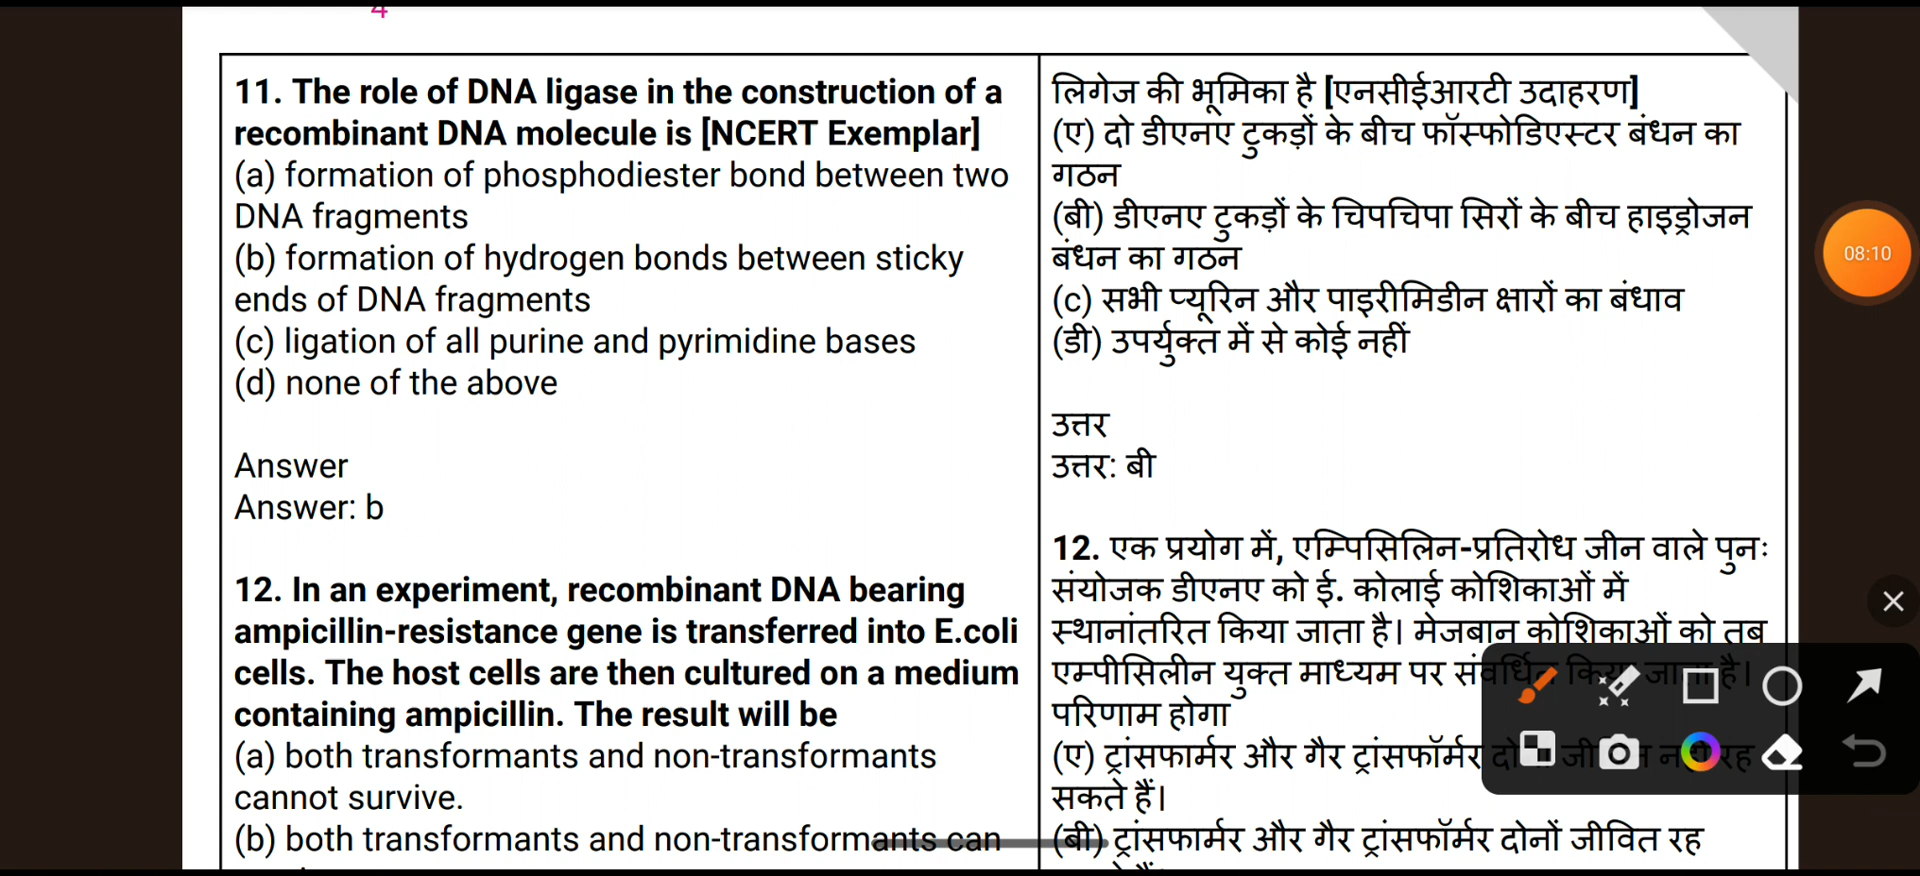 4
11. The role of DNA ligase in the construction of a
recombinant DNA molecule is [NCERT Exemplar]
(a) formation of phosphodiester bond between two
DNA fragments
(b) formation of hydrogen bonds between sticky
ends of DNA fragments
(c) ligation of all purine and pyrimidine bases
(d) none of the above
Answer
Answer: b
12. In an experiment, recombinant DNA bearing
ampicillin-resistance gene is transferred into E.coli
cells. The host cells are then cultured on a medium
containing ampicillin. The result will be
(a) both transformants and non-transformants
cannot survive.
(b) both transformants and non-transformants can
लिगेज की भूमिका है [एनसीईआरटी उदाहरण]
(ए) दो डीएनए टुकड़ों के बीच फॉस्फोडिएस्टर बंधन का
गठन
(बी) डीएनए टुकड़ों के चिपचिपा सिरों के बीच हाइड्रोजन
बंधन का गठन
(c) सभी प्यूरिन और पाइरीमिडीन क्षारों का बंधाव
(डी) उपर्युक्त में से कोई नहीं
उत्तर
उत्तर: बी
12. एक प्रयोग में, एम्पिसिलिन-प्रतिरोध जीन वाले पुनः
संयोजक डीएनए को ई. कोलाई कोशिकाओं में
स्थानांतरित किया जाता है। मेजबान कोशिकाओं को तब
एम्पीसिलीन युक्त माध्यम पर संवर्धित किया जाता है।
परिणाम होगा
(ए) ट्रांसफार्मर और गैर ट्रांसफॉर्मर दोनों जीवित नहीं रह
सकते हैं।
(बी) ट्रांसफार्मर और गैर ट्रांसफॉर्मर दोनों जीवित रह
08:10